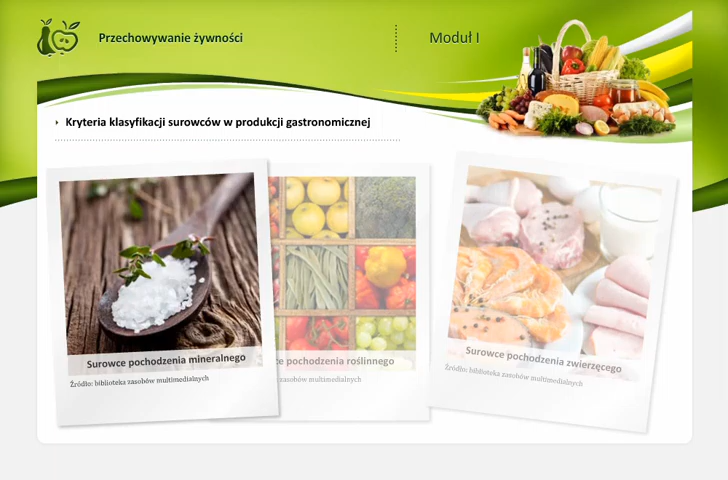 Przechowywanie żywności
Moduł I
Kryteria klasyfikacji surowców w produkcji gastronomicznej
Surowce pochodzenia mineralnego
Źródło: biblioteka zasobów multimedialnych
pochodzenia roślinnego
zasobów multimedialnych
Surowce pochodzenia zwierzęcego
Źródło: biblioteka zasobów multimedialnych